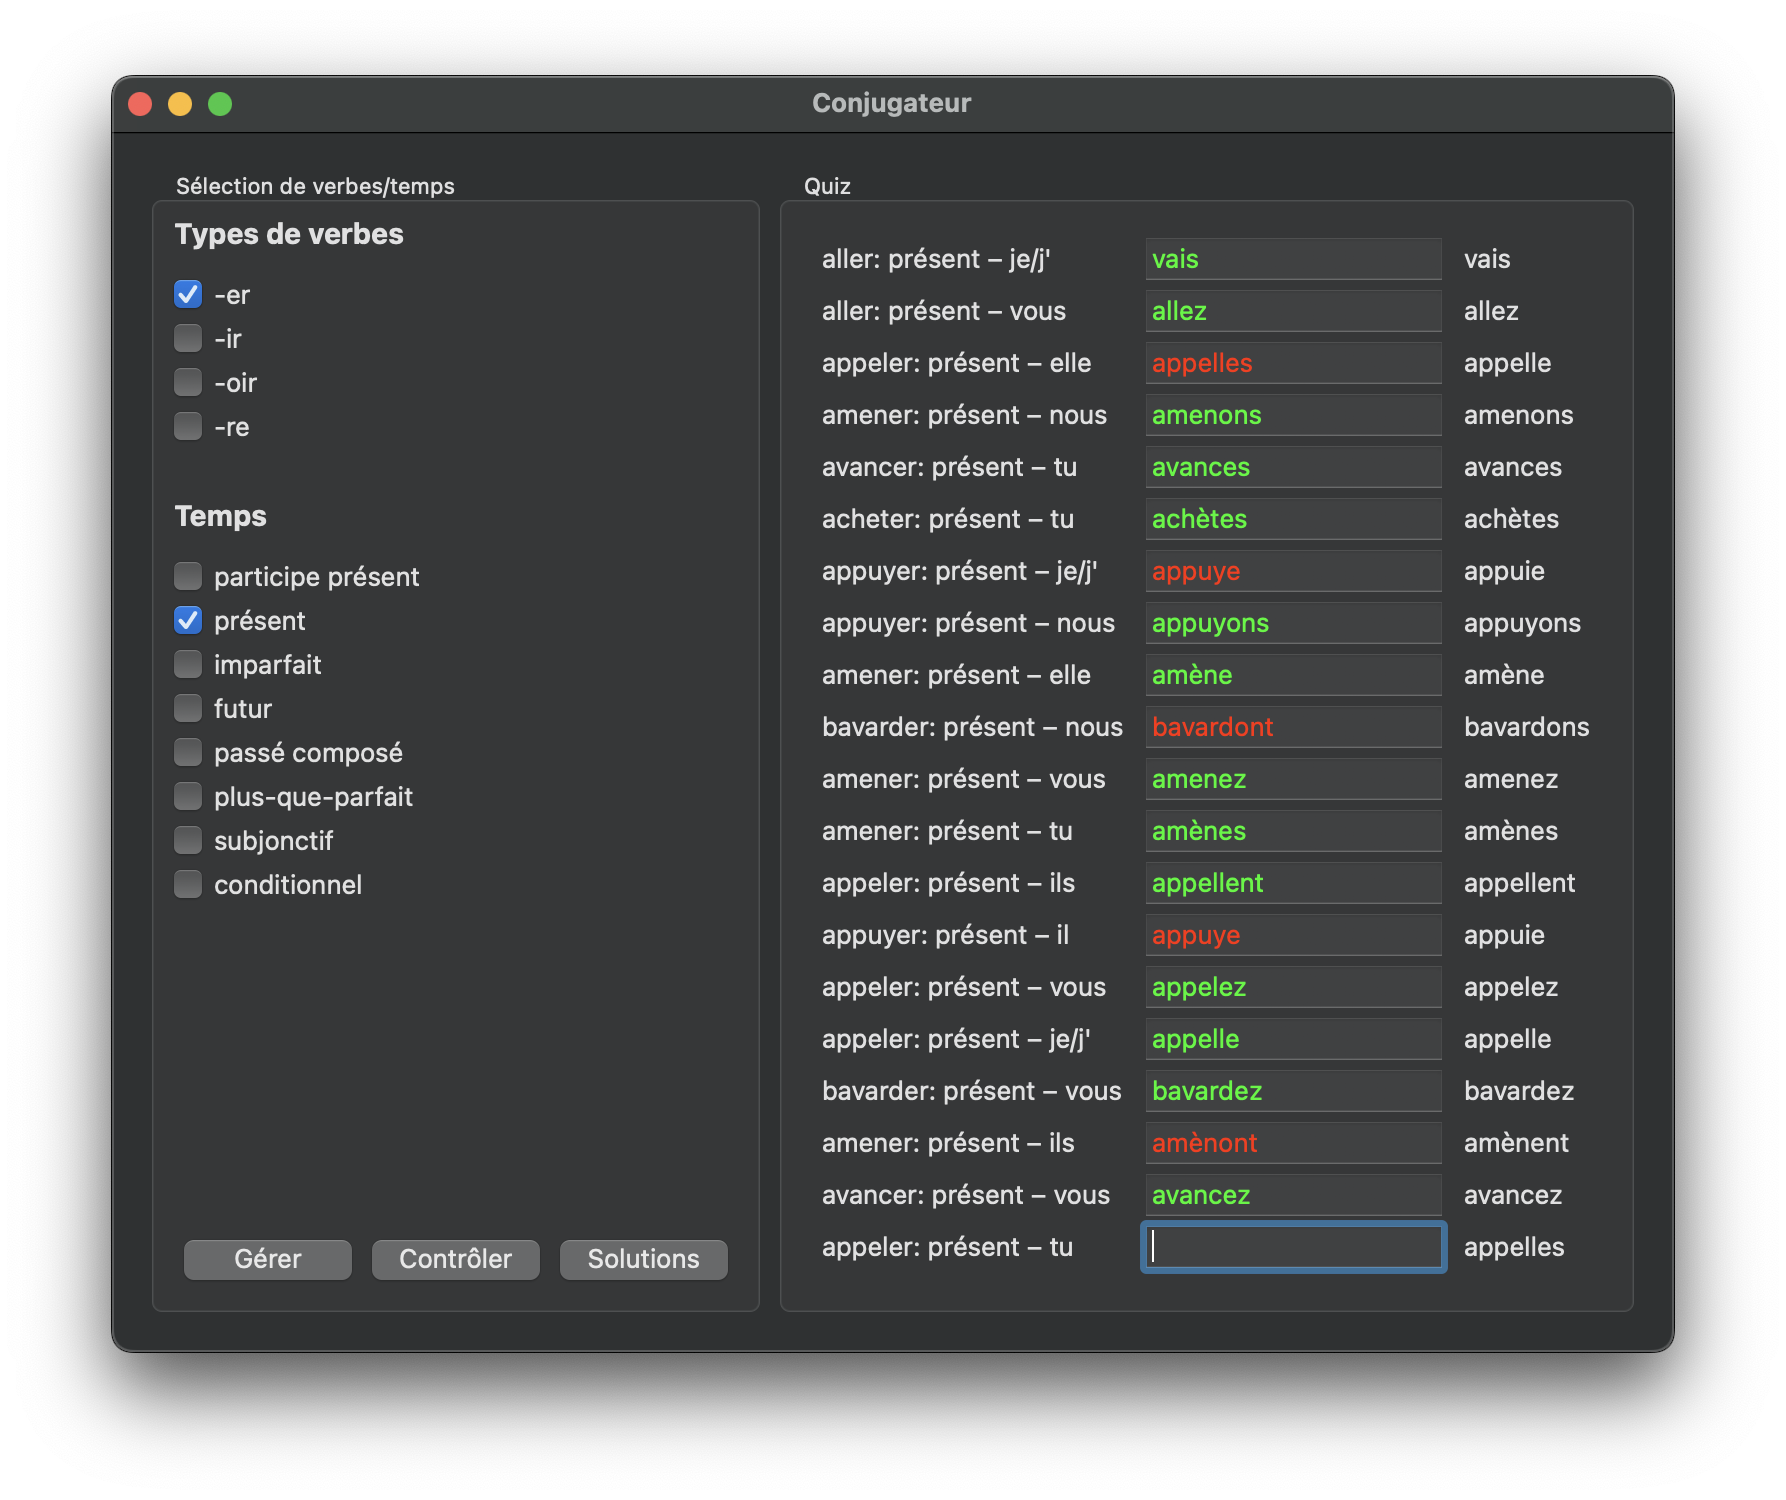 Conjugateur
Sélection de verbes/temps
Types de verbes
-er
-ir
-oir
-re
Temps
participe présent
présent
imparfait
futur
passé composé
plus-que-parfait
subjonctif
conditionnel
Gérer Contrôler Solutions
Quiz
aller: présent – je/j' vais vais
aller: présent – vous allez allez
appeler: présent – elle appelles appelle
amener: présent – nous amenons amenons
avancer: présent – tu avances avances
acheter: présent – tu achètes achètes
appuyer: présent – je/j' appuye appuie
appuyer: présent – nous appuyons appuyons
amener: présent – elle amène amène
bavarder: présent – nous bavardont bavardons
amener: présent – vous amenez amenez
amener: présent – tu amènes amènes
appeler: présent – ils appellent appellent
appuyer: présent – il appuye appuie
appeler: présent – vous appelez appelez
appeler: présent – je/j' appelle appelle
bavarder: présent – vous bavardez bavardez
amener: présent – ils amènont amènent
avancer: présent – vous avancez avancez
appeler: présent – tu appelles